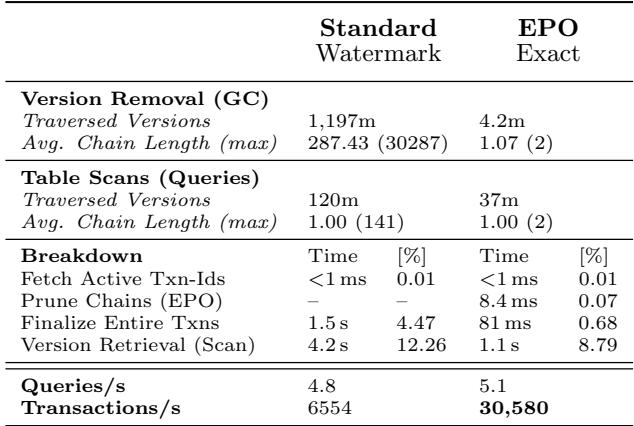 Standard EPO
Watermark Exact
Version Removal (GC)
Traversed Versions 1,197m 4.2m
Avg. Chain Length (max) 287.43 (30287) 1.07 (2)
Table Scans (Queries)
Traversed Versions 120m 37m
Avg. Chain Length (max) 1.00 (141) 1.00 (2)
Breakdown Time [%] Time [%]
Fetch Active Txn-Ids <1 ms 0.01 <1 ms 0.01
Prune Chains (EPO) – – 8.4 ms 0.07
Finalize Entire Txns 1.5 s 4.47 81 ms 0.68
Version Retrieval (Scan) 4.2 s 12.26 1.1 s 8.79
Queries/s 4.8 5.1
Transactions/s 6554 30,580